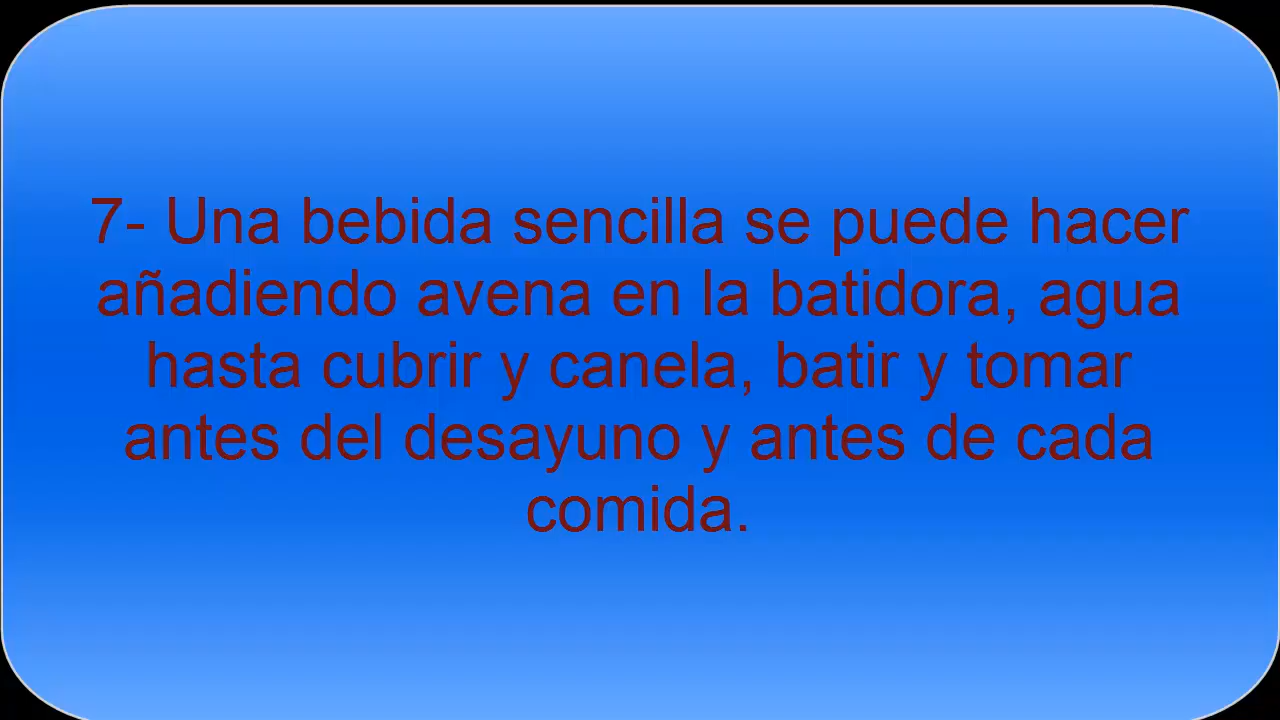 7- Una bebida sencilla se puede hacer
añadiendo avena en la batidora, agua
hasta cubrir y canela, batir y tomar
antes del desayuno y antes de cada
comida.